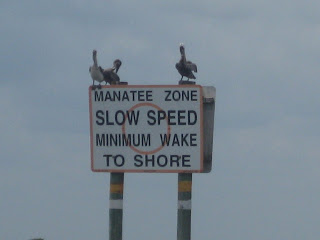 MANATEE ZONE
SLOW SPEED
MINIMUM WAKE
TO SHORE